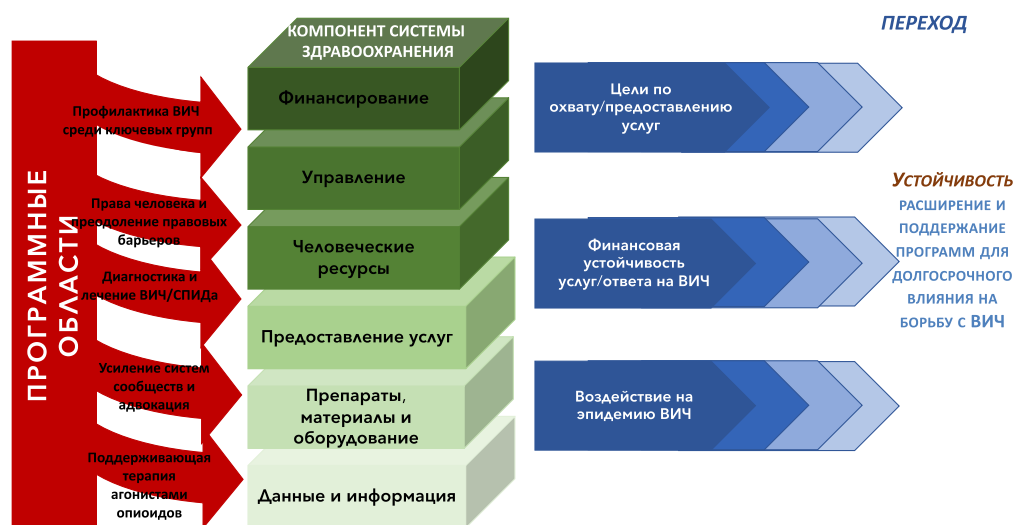 ПРОГРАММНЫЕ
ОБЛАСТИ
Профилактика ВИЧ
среди ключевых групп
Права человека и
преодоление правовых
барьеров
Диагностика и
лечение ВИЧ/СПИДа
Усиление систем
сообществ и
адвокация
Поддерживающая
терапия
агонистами
опиоидов
КОМПОНЕНТ СИСТЕМЫ
ЗДРАВООХРАНЕНИЯ
Финансирование
Управление
Человеческие
ресурсы
Предоставление услуг
Препараты,
материалы и
оборудование
Данные и информация
ПЕРЕХОД
Цели по
охвату/предоставлению
услуг
Финансовая
устойчивость
услуг/ответа на ВИЧ
Воздействие на
эпидемию ВИЧ
УСТОЙЧИВОСТЬ
РАСШИРЕНИЕ И
ПОДДЕРЖАНИЕ
ПРОГРАММ ДЛЯ
ДОЛГОСРОЧНОГО
ВЛИЯНИЯ НА
БОРЬБУ С ВИЧ